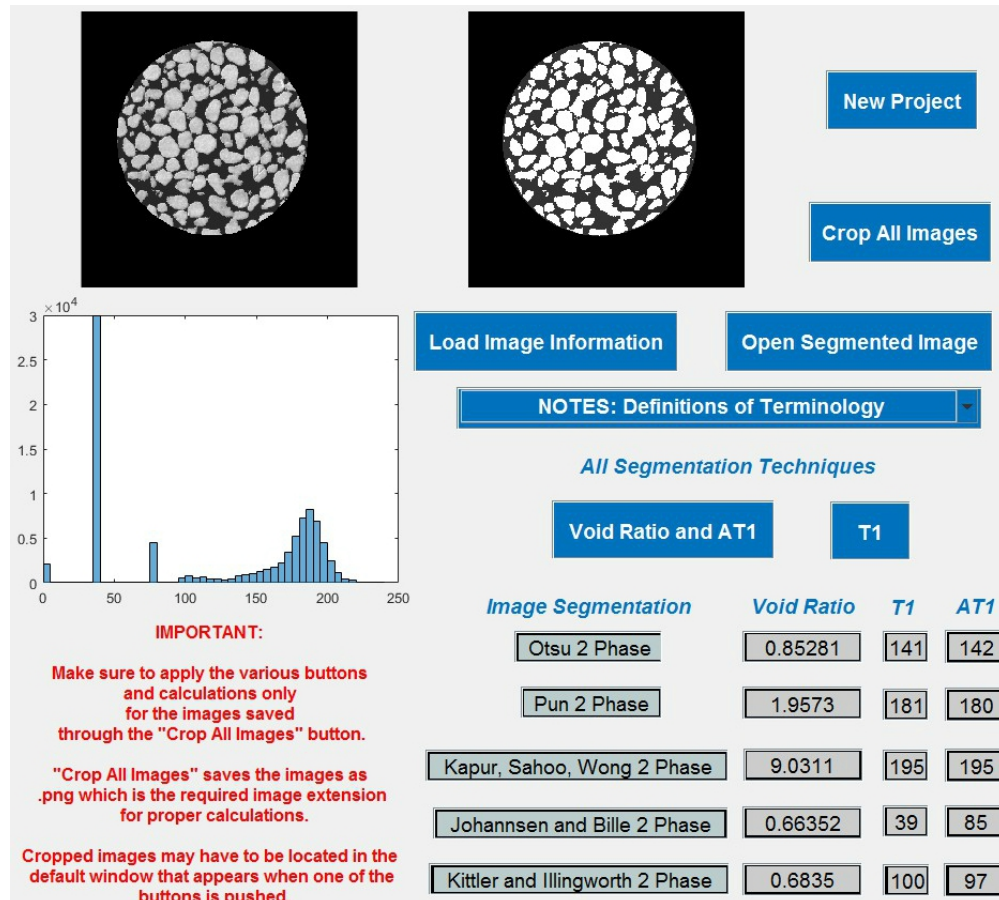 New Project
Crop All Images
× 10⁴
3
2.5
2
1.5
1
0.5
0
0 50 100 150 200 250
Load Image Information
Open Segmented Image
NOTES: Definitions of Terminology
All Segmentation Techniques
Void Ratio and AT1
T1
IMPORTANT:
Make sure to apply the various buttons
and calculations only
for the images saved
through the "Crop All Images" button.
"Crop All Images" saves the images as
.png which is the required image extension
for proper calculations.
Cropped images may have to be located in the
default window that appears when one of the
buttons is pushed
Image Segmentation Void Ratio T1 AT1
Otsu 2 Phase 0.85281 141 142
Pun 2 Phase 1.9573 181 180
Kapur, Sahoo, Wong 2 Phase 9.0311 195 195
Johannsen and Bille 2 Phase 0.66352 39 85
Kittler and Illingworth 2 Phase 0.6835 100 97